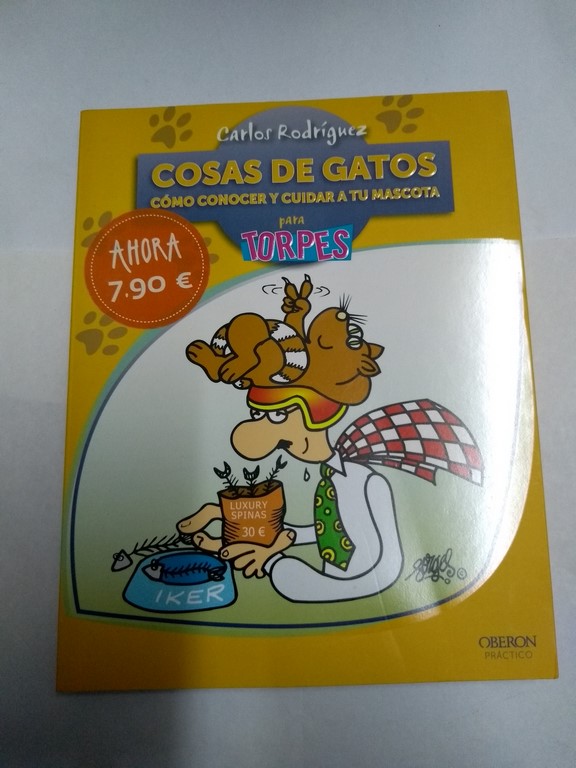 Carlos Rodríguez
COSAS DE GATOS
CÓMO CONOCER Y CUIDAR A TU MASCOTA
para
TORPES
AHORA
7.90 €
LUXURY
SPINAS
30 €
IKER
Forges
©
OBERON
PRÁCTICO